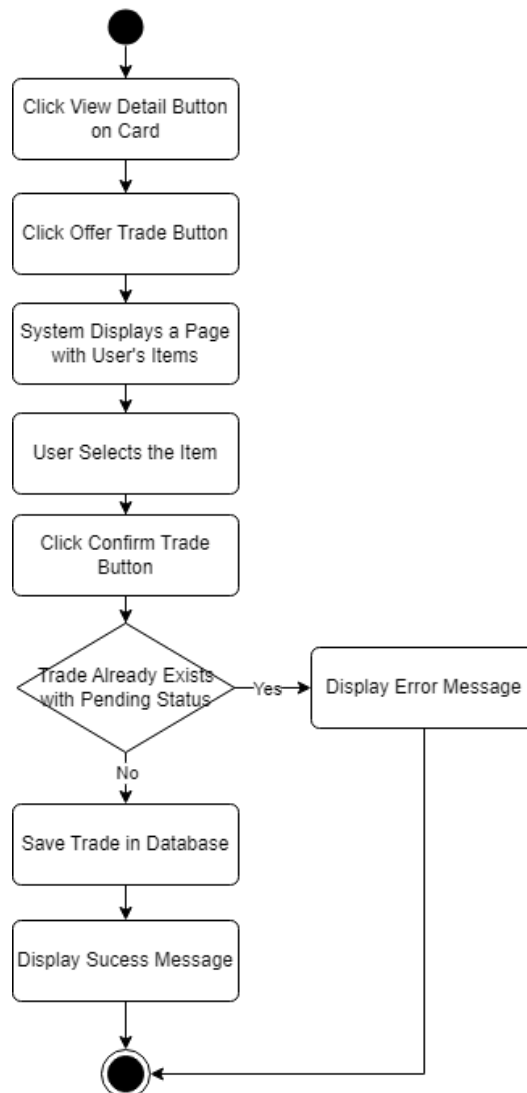 Click View Detail Button
on Card
Click Offer Trade Button
System Displays a Page
with User's Items
User Selects the Item
Click Confirm Trade
Button
Trade Already Exists
with Pending Status
Yes
Display Error Message
No
Save Trade in Database
Display Sucess Message